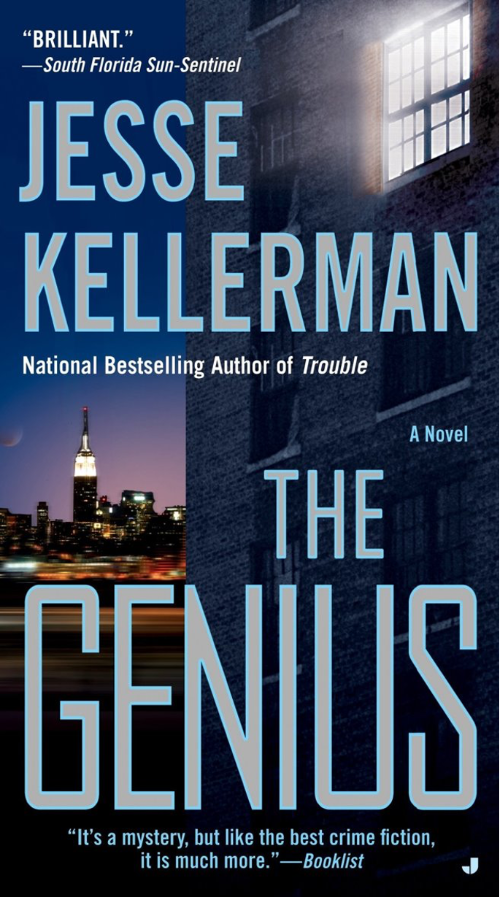 “BRILLIANT.”
—South Florida Sun-Sentinel
JESSE
KELLERMAN
National Bestselling Author of Trouble
A Novel
THE
GENIUS
“It’s a mystery, but like the best crime fiction,
it is much more.”—Booklist
J